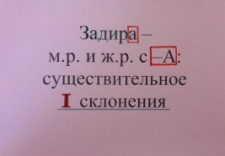 Задира –
м.р. и ж.р. с –А:
существительное
I склонения